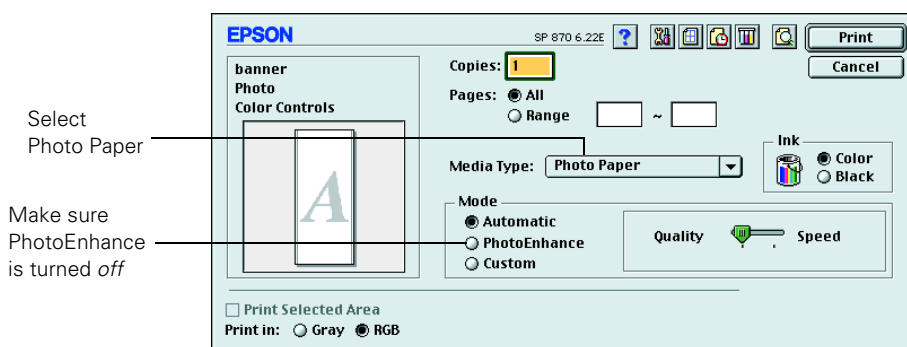 EPSON
SP 870 6.22E
?
Print
Cancel
banner
Photo
Color Controls
A
Copies: 1
Pages: All
Range ~
Media Type: Photo Paper
Ink
Color
Black
Mode
Automatic
PhotoEnhance
Custom
Quality Speed
Print Selected Area
Print in: Gray RGB
Select
Photo Paper
Make sure
PhotoEnhance
is turned off